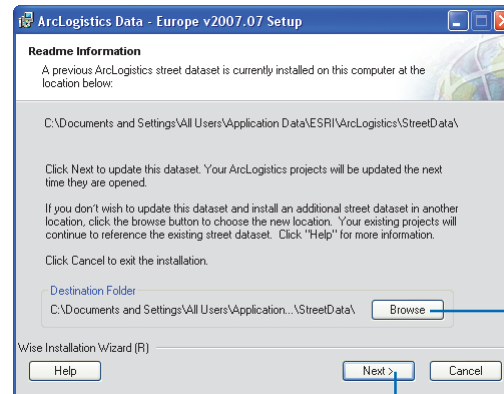 ArcLogistics Data - Europe v2007.07 Setup
Readme Information
A previous ArcLogistics street dataset is currently installed on this computer at the
location below:
C:\Documents and Settings\All Users\Application Data\ESRI\ArcLogistics\StreetData\
Click Next to update this dataset. Your ArcLogistics projects will be updated the next
time they are opened.
If you don't wish to update this dataset and install an additional street dataset in another
location, click the browse button to choose the new location. Your existing projects will
continue to reference the existing street dataset. Click "Help" for more information.
Click Cancel to exit the installation.
Destination Folder
C:\Documents and Settings\All Users\Application...\StreetData\
Browse
Wise Installation Wizard (R)
Help
Next >
Cancel